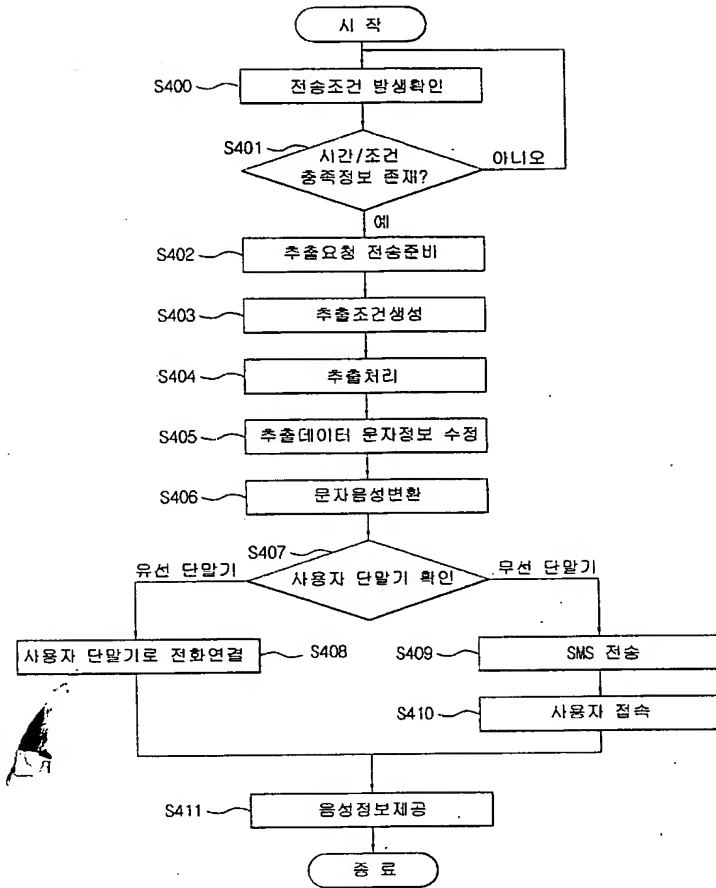 시 작
S400
전송조건 발생확인
S401
시간/조건
충족정보 존재?
아니오
예
S402
추출요청 전송준비
S403
추출조건생성
S404
추출처리
S405
추출데이터 문자정보 수정
S406
문자음성변환
S407
유선 단말기
사용자 단말기 확인
무선 단말기
사용자 단말기로 전화연결
S408
S409
SMS 전송
S410
사용자 접속
S411
음성정보제공
종 료